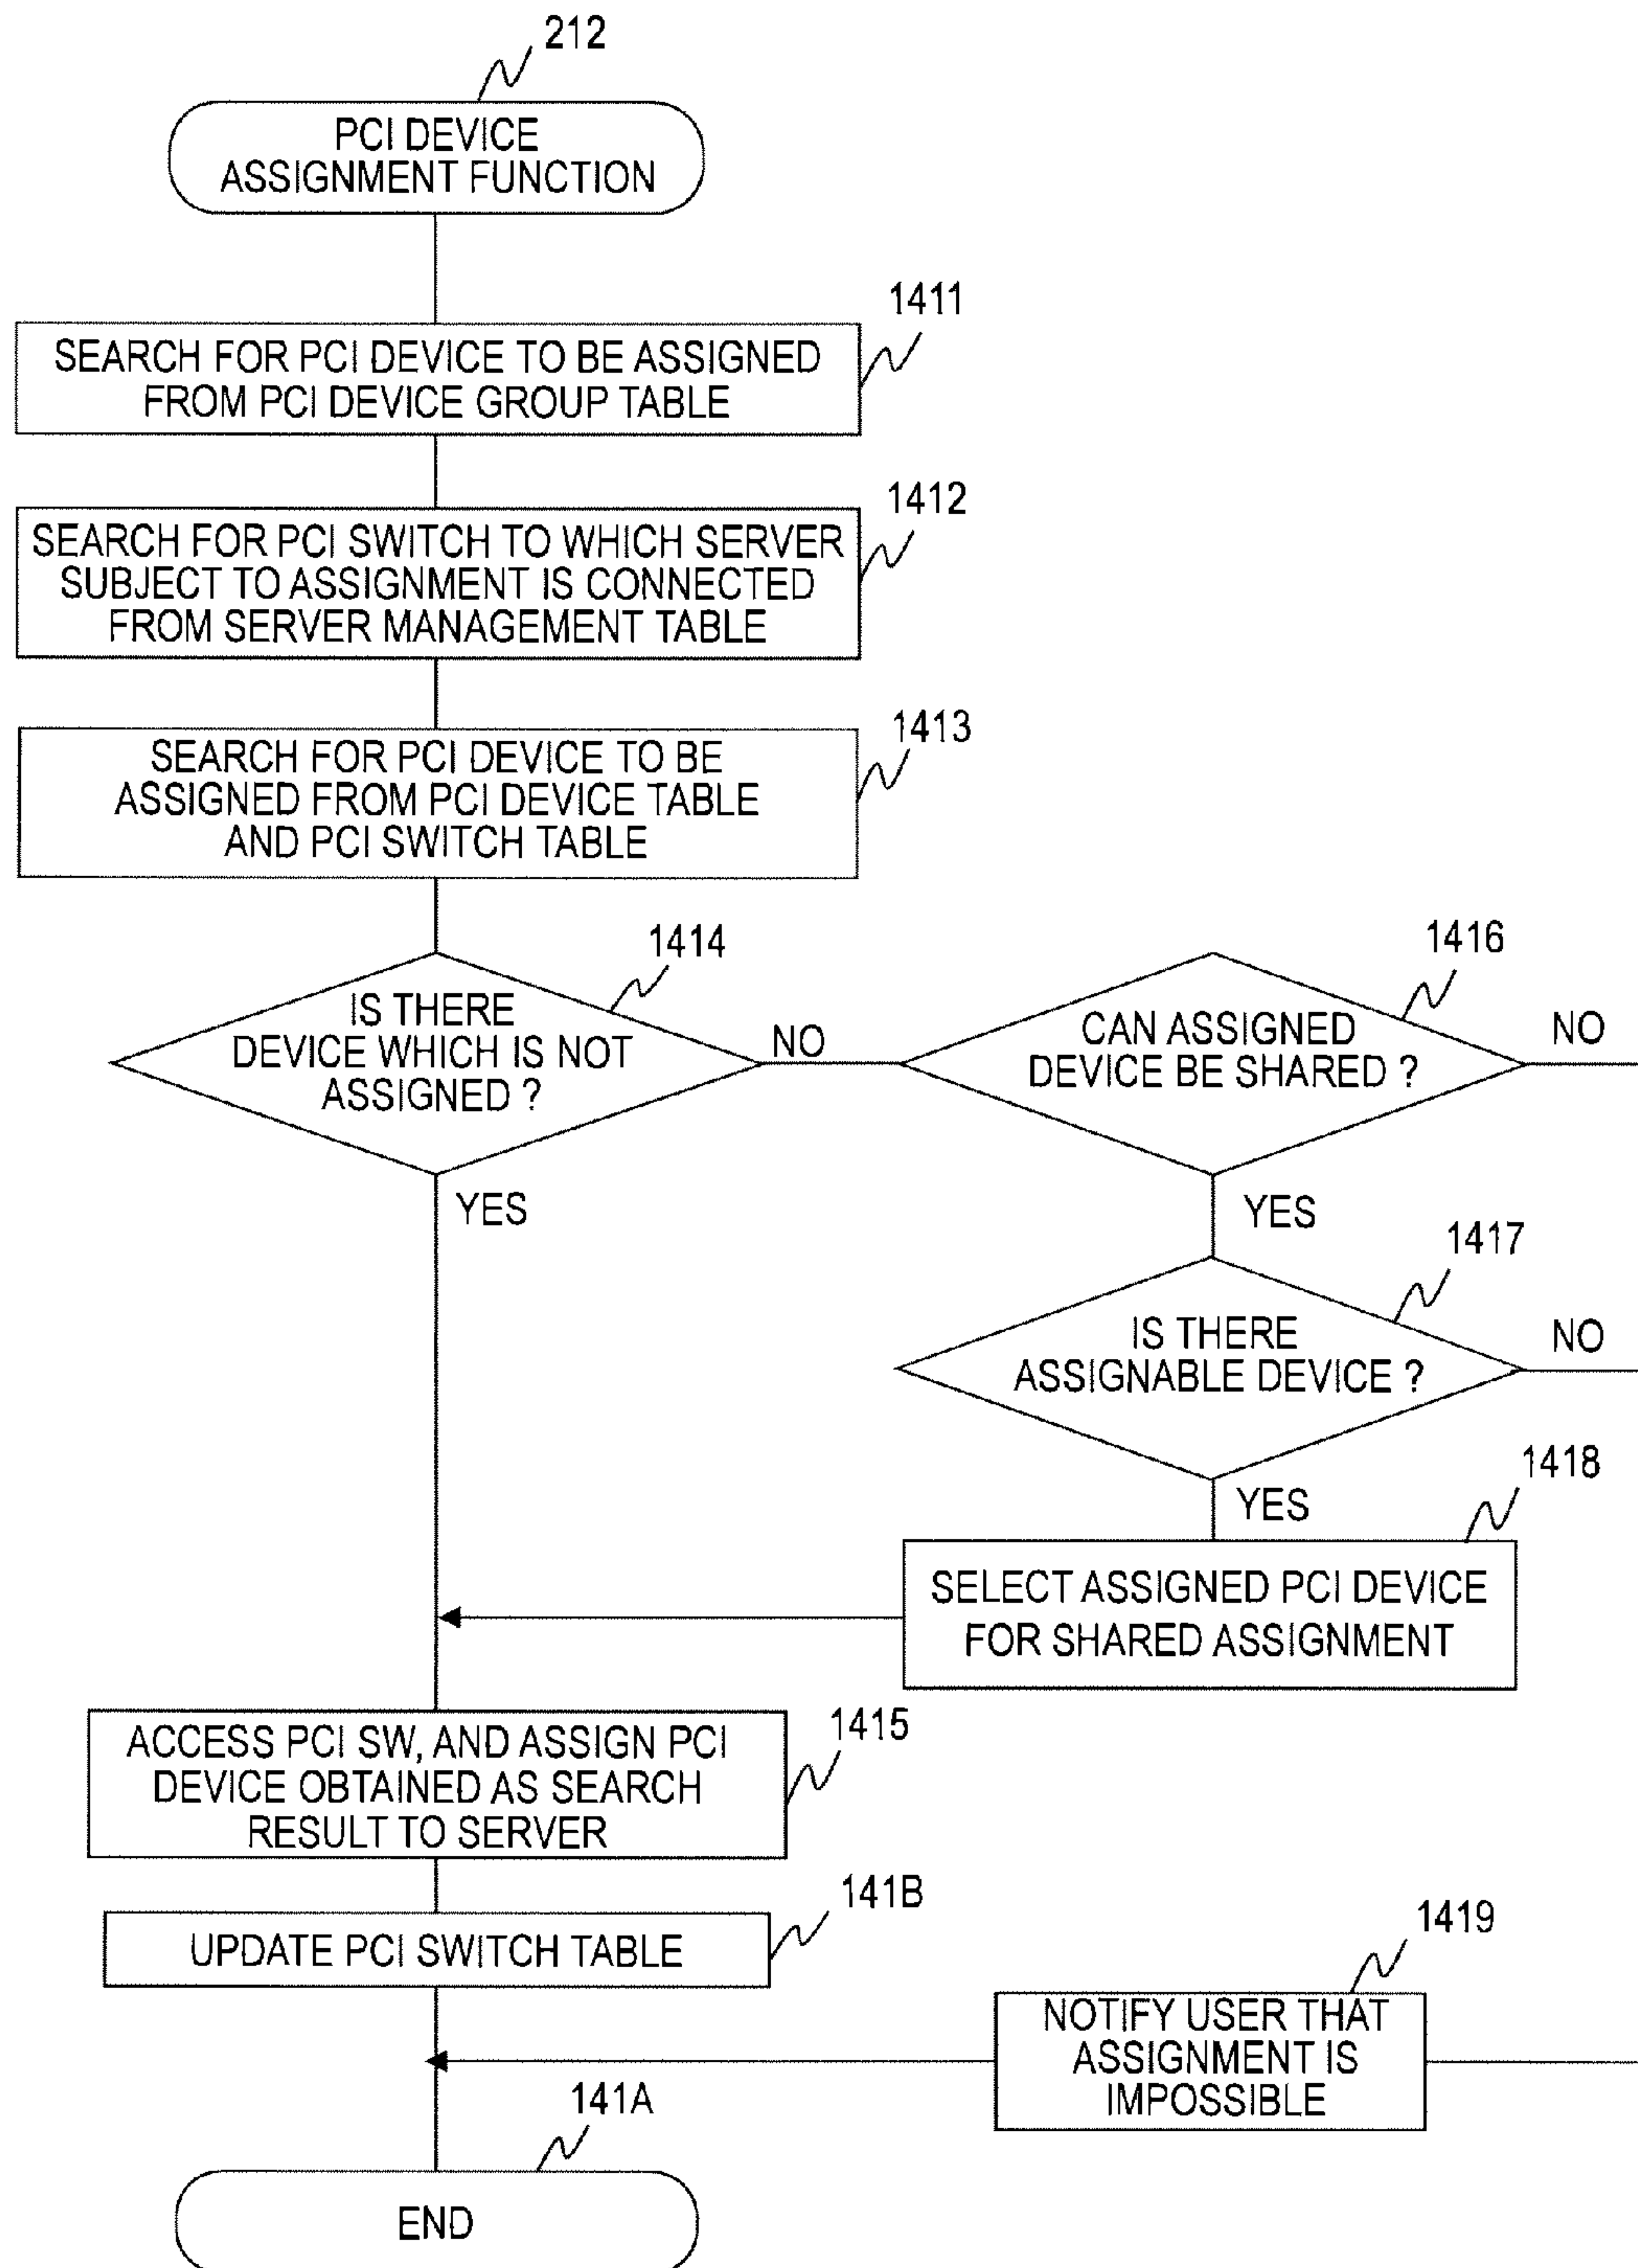 212
PCI DEVICE
ASSIGNMENT FUNCTION
1411
SEARCH FOR PCI DEVICE TO BE ASSIGNED
FROM PCI DEVICE GROUP TABLE
1412
SEARCH FOR PCI SWITCH TO WHICH SERVER
SUBJECT TO ASSIGNMENT IS CONNECTED
FROM SERVER MANAGEMENT TABLE
1413
SEARCH FOR PCI DEVICE TO BE
ASSIGNED FROM PCI DEVICE TABLE
AND PCI SWITCH TABLE
1414
IS THERE
DEVICE WHICH IS NOT
ASSIGNED ?
NO
YES
1416
CAN ASSIGNED
DEVICE BE SHARED ?
NO
YES
1417
IS THERE
ASSIGNABLE DEVICE ?
NO
YES
1418
SELECT ASSIGNED PCI DEVICE
FOR SHARED ASSIGNMENT
1415
ACCESS PCI SW, AND ASSIGN PCI
DEVICE OBTAINED AS SEARCH
RESULT TO SERVER
141B
UPDATE PCI SWITCH TABLE
1419
NOTIFY USER THAT
ASSIGNMENT IS
IMPOSSIBLE
141A
END